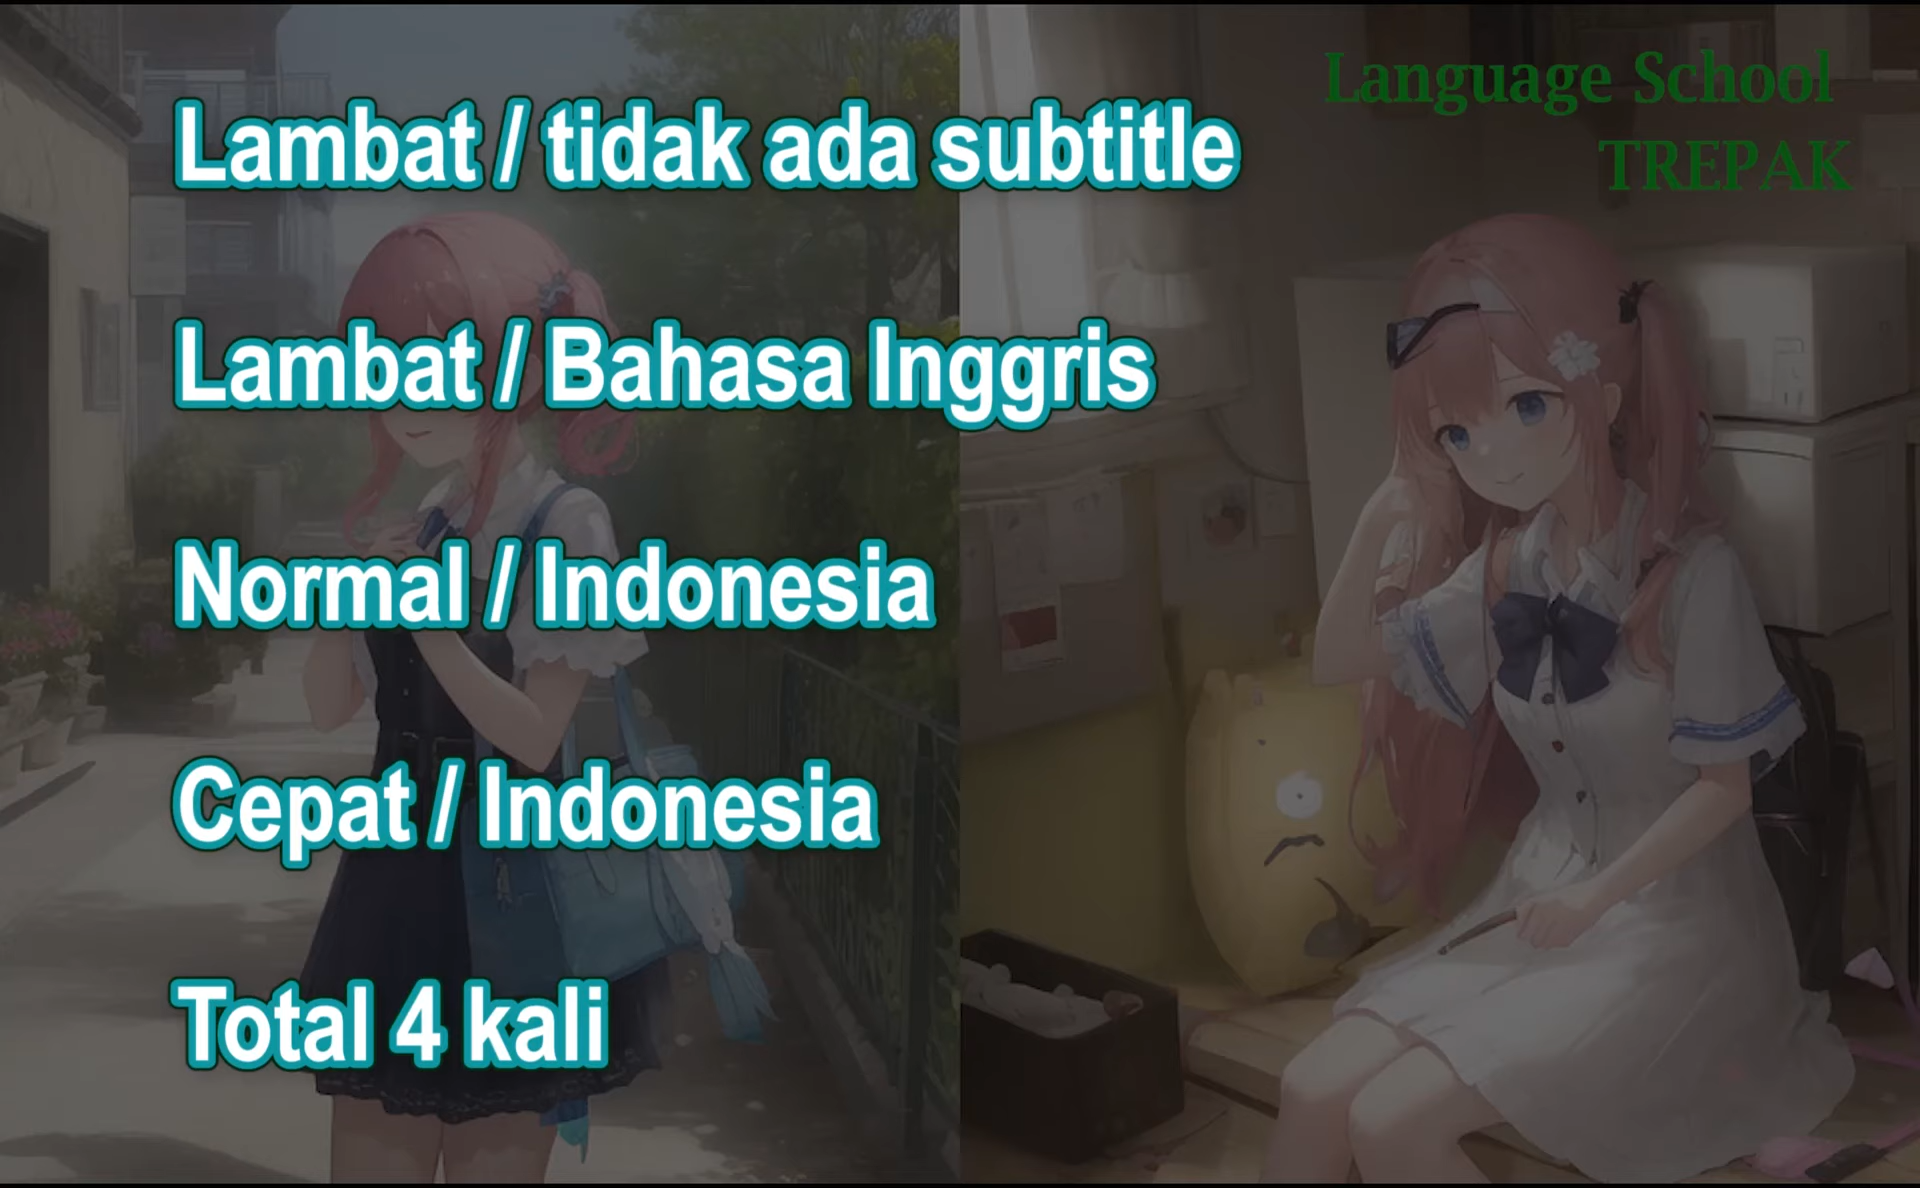 Language School
TREPAK
Lambat / tidak ada subtitle
Lambat / Bahasa Inggris
Normal / Indonesia
Cepat / Indonesia
Total 4 kali